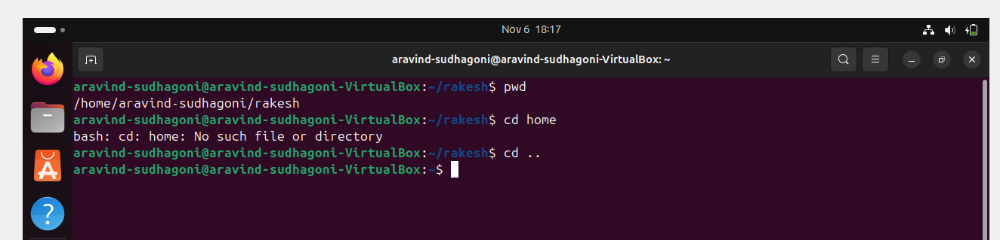 Nov 6 18:17
aravind-sudhagoni@aravind-sudhagoni-VirtualBox: ~
aravind-sudhagoni@aravind-sudhagoni-VirtualBox:~/rakesh$ pwd
/home/aravind-sudhagoni/rakesh
aravind-sudhagoni@aravind-sudhagoni-VirtualBox:~/rakesh$ cd home
bash: cd: home: No such file or directory
aravind-sudhagoni@aravind-sudhagoni-VirtualBox:~/rakesh$ cd ..
aravind-sudhagoni@aravind-sudhagoni-VirtualBox:~$